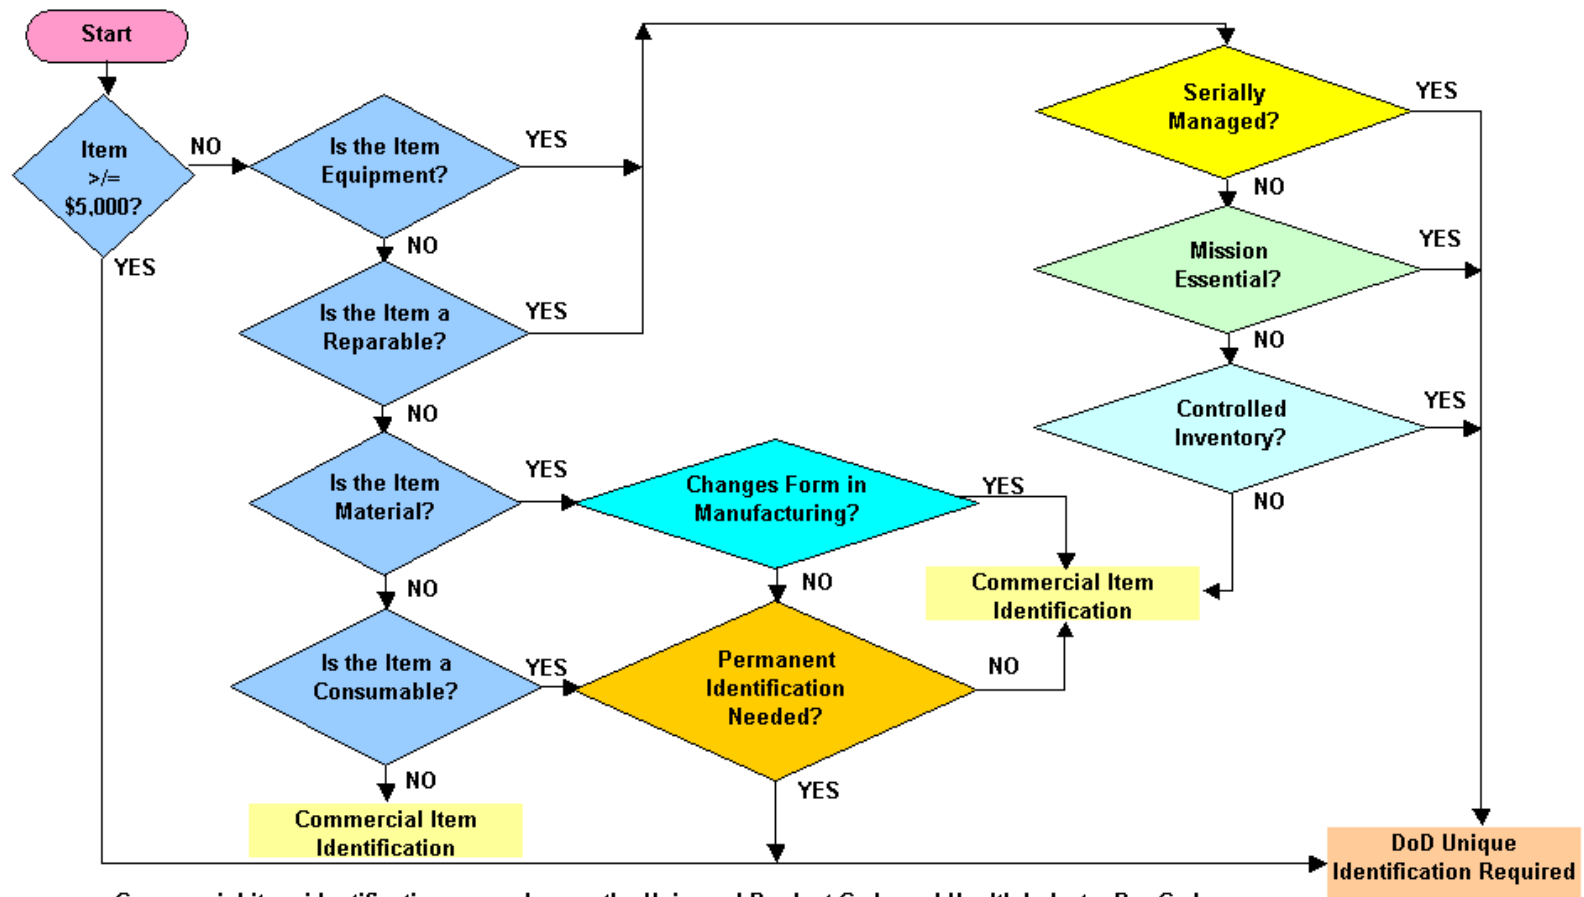 Start
Item
>/=
$5,000?
NO
YES
Is the Item
Equipment?
YES
NO
Is the Item a
Reparable?
YES
NO
Is the Item
Material?
YES
NO
Is the Item a
Consumable?
YES
NO
Commercial Item
Identification
Changes Form in
Manufacturing?
YES
NO
Permanent
Identification
Needed?
NO
YES
Commercial Item
Identification
Serially
Managed?
YES
NO
Mission
Essential?
YES
NO
Controlled
Inventory?
YES
NO
DoD Unique
Identification Required